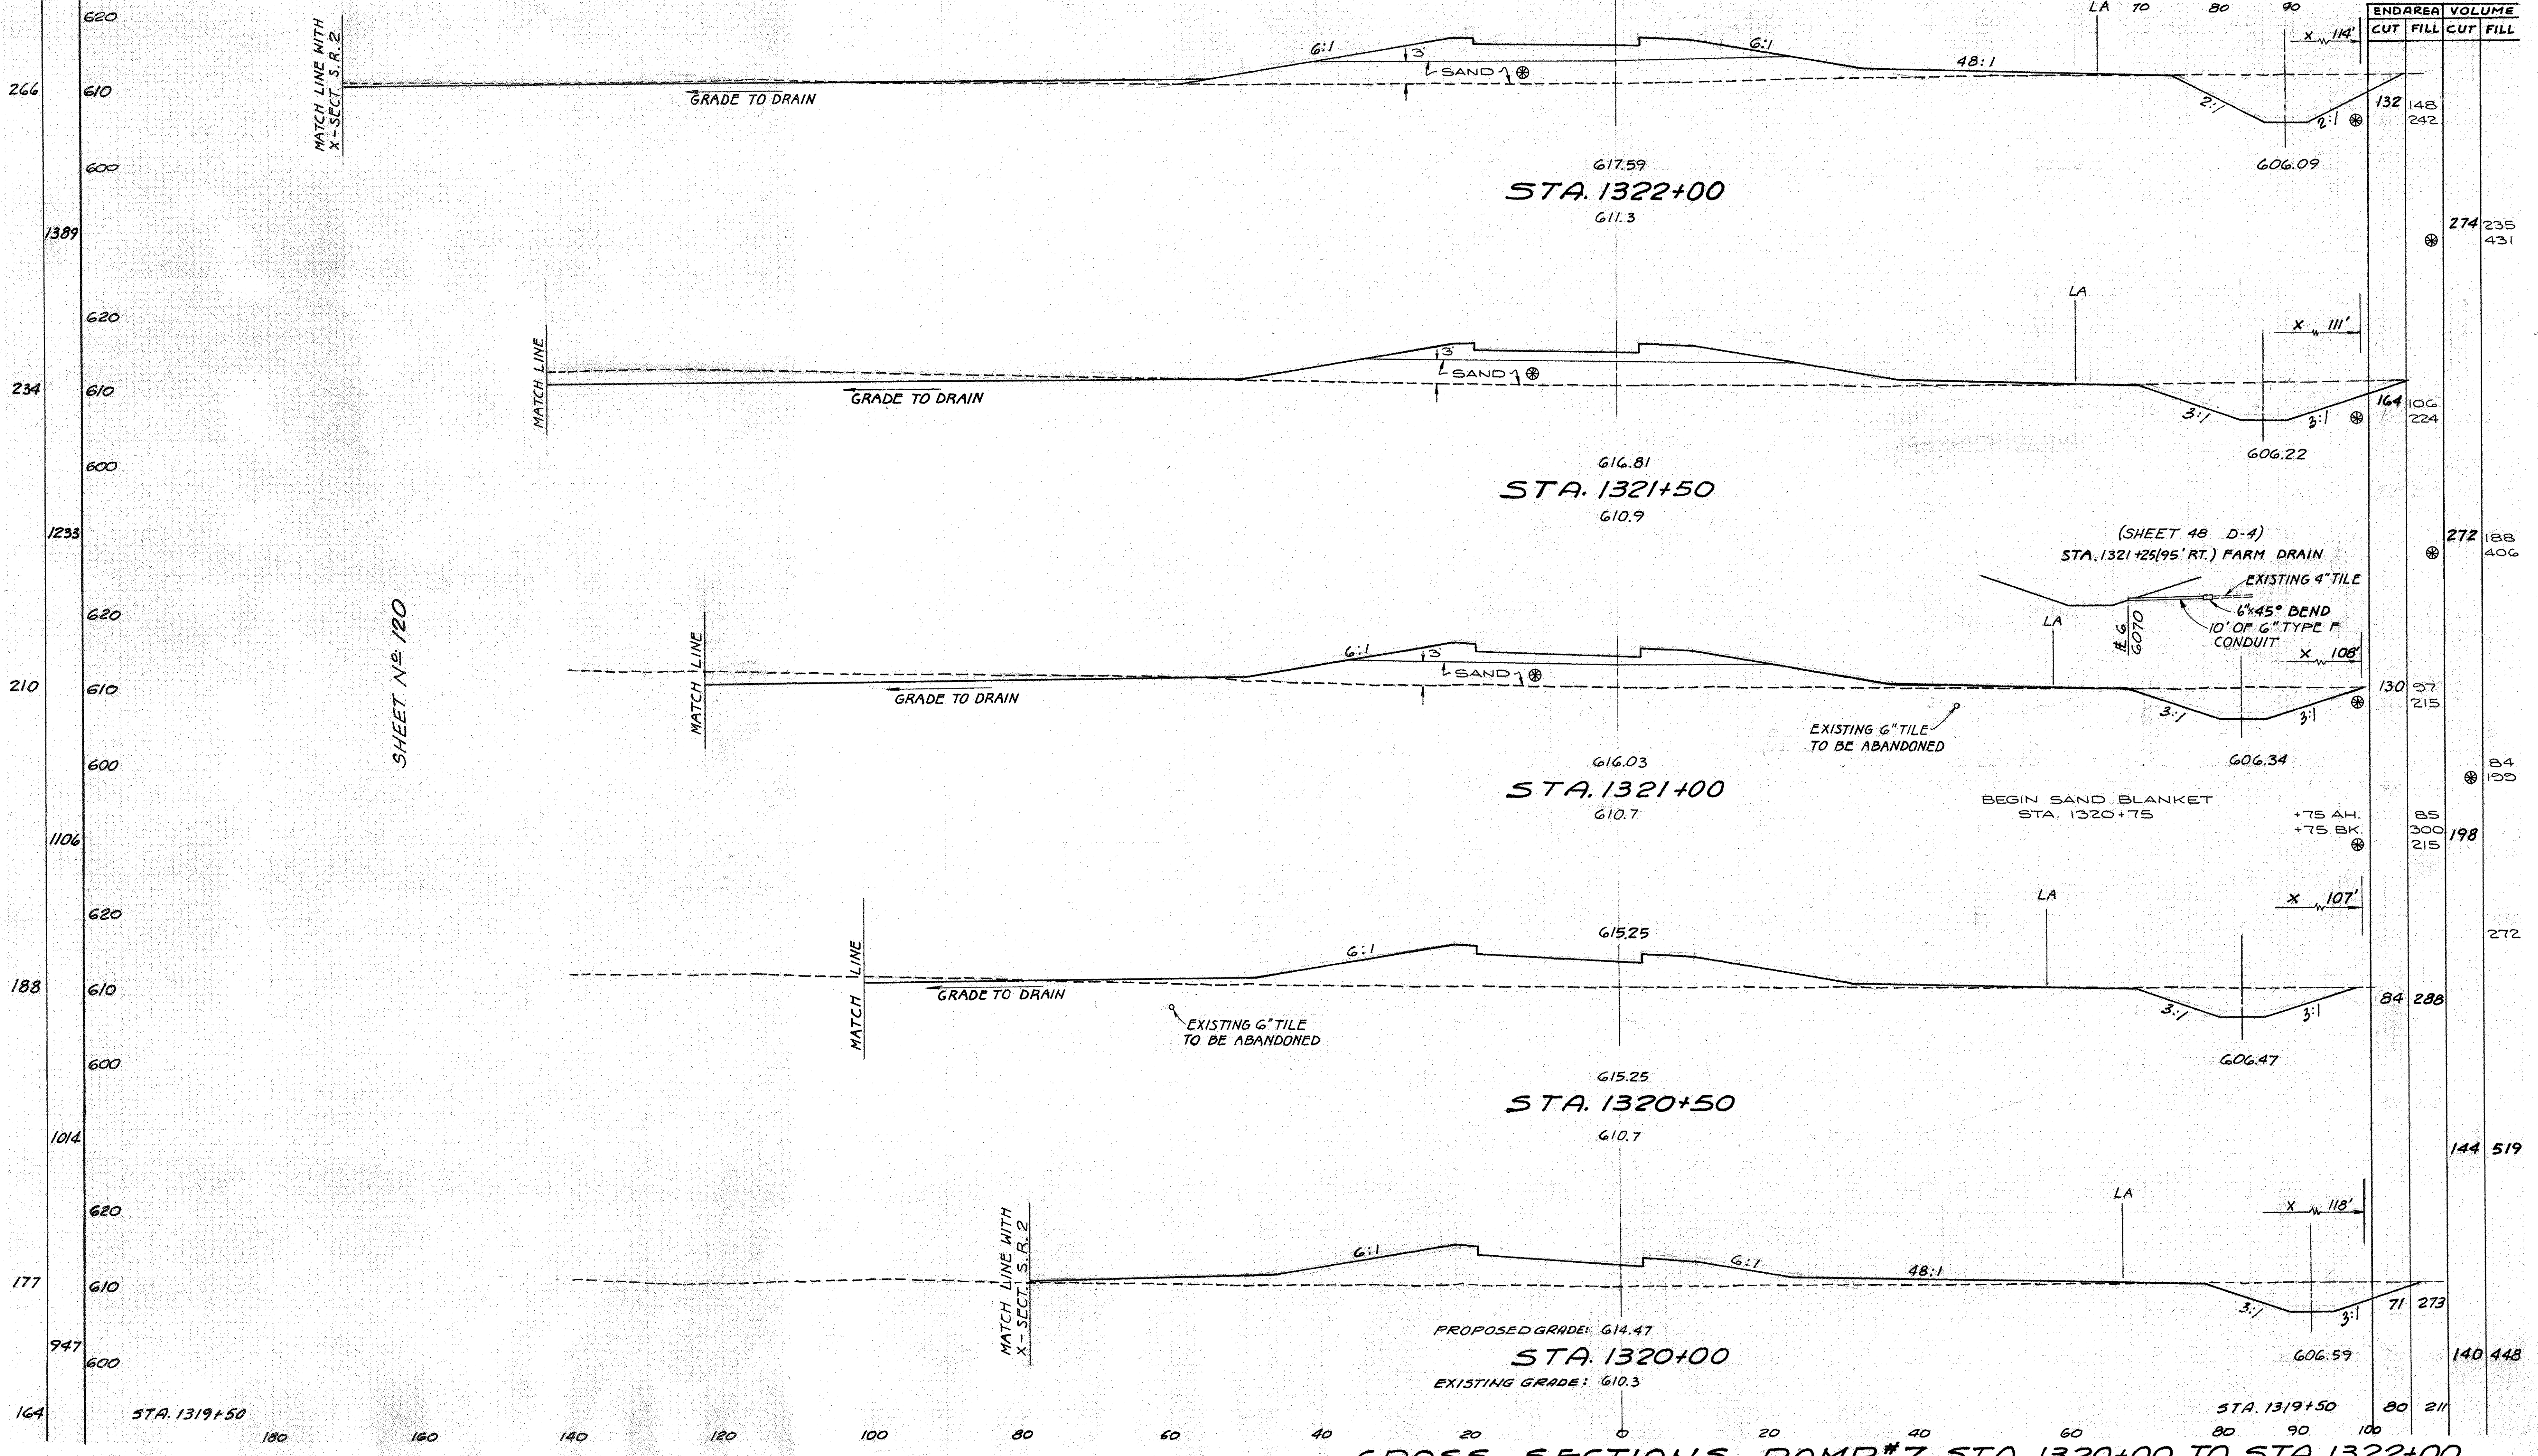 LA 70 80 90
ENDAREA VOLUME
CUT FILL CUT FILL
620
MATCH LINE WITH
X-SECT. S.R.2
6:1
3'
SAND
6:1
48:1
X 114'
266
610
GRADE TO DRAIN
2:1
2:1
132 148
242
600
617.59
606.09
STA. 1322+00
611.3
1389
274 235
431
LA
620
X 111'
MATCH LINE
3'
SAND
234
610
GRADE TO DRAIN
3:1
3:1
164 106
224
600
616.81
606.22
STA. 1321+50
610.9
1233
(SHEET 48 D-4)
STA. 1321+25(95' RT.) FARM DRAIN
272 188
406
EXISTING 4" TILE
6"x45° BEND
10' OF 6" TYPE F
CONDUIT
#6
6070
620
SHEET Nº 120
MATCH LINE
6:1
3'
SAND
LA
X 108'
210
610
GRADE TO DRAIN
3:1
3:1
130 97
215
EXISTING 6" TILE
TO BE ABANDONED
600
616.03
606.34
84
199
STA. 1321+00
610.7
BEGIN SAND BLANKET
STA. 1320+75
+75 AH. 85
+75 BK. 300
215
1106
198
620
LA
X 107'
MATCH LINE
6:1
615.25
272
188
610
GRADE TO DRAIN
3:1
3:1
84 288
EXISTING 6" TILE
TO BE ABANDONED
600
606.47
615.25
STA. 1320+50
610.7
1014
144 519
620
LA
X 118'
MATCH LINE WITH
X-SECT. S.R.2
6:1
6:1
48:1
177
610
3:1
3:1
71 273
PROPOSED GRADE: 614.47
947
600
STA. 1320+00
606.59
140 448
EXISTING GRADE: 610.3
164
STA. 1319+50
STA. 1319+50
80 211
180 160 140 120 100 80 60 40 20 0 20 40 60 80 90 100
CROSS SECTIONS RAMP #7 STA. 1320+00 TO STA. 1322+00